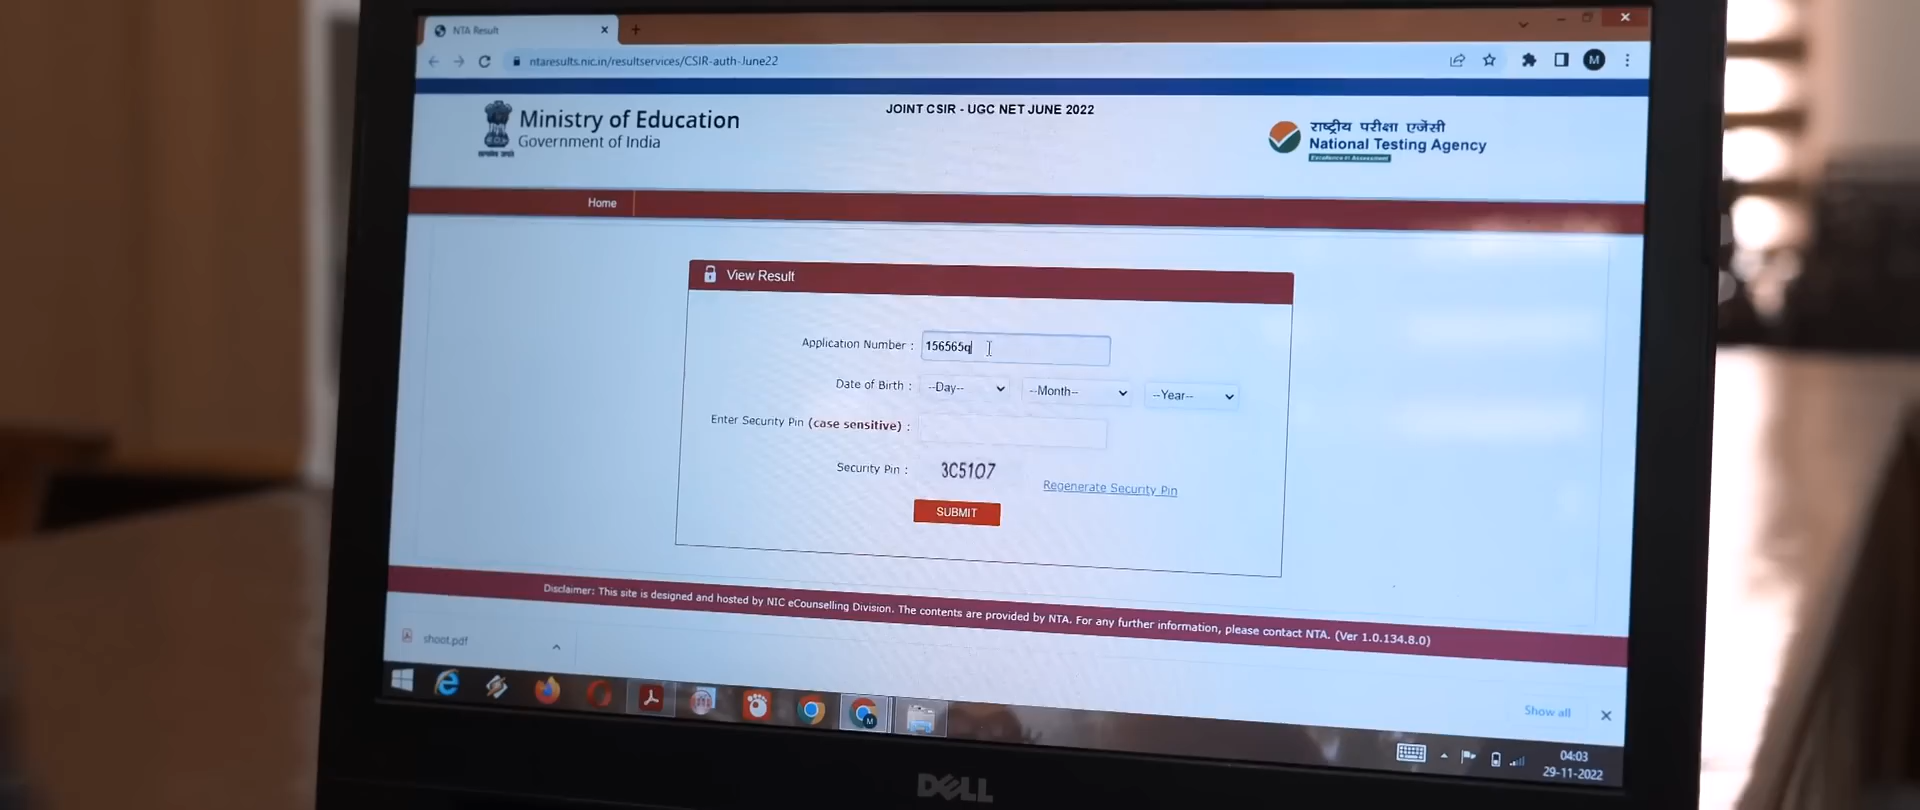 NTA Result
ntaresults.nic.in/resultservices/CSIR-auth-June22
M
Ministry of Education
Government of India
JOINT CSIR - UGC NET JUNE 2022
राष्ट्रीय परीक्षा एजेंसी
National Testing Agency
Excellence in Assessment
Home
View Result
Application Number : 156565q
Date of Birth : --Day-- --Month-- --Year--
Enter Security Pin (case sensitive) :
Security Pin : 3C5107
Regenerate Security Pin
SUBMIT
Disclaimer: This site is designed and hosted by NIC eCounselling Division. The contents are provided by NTA. For any further information, please contact NTA. (Ver 1.0.134.8.0)
shoot.pdf
Show all
M
04:03
29-11-2022
DELL